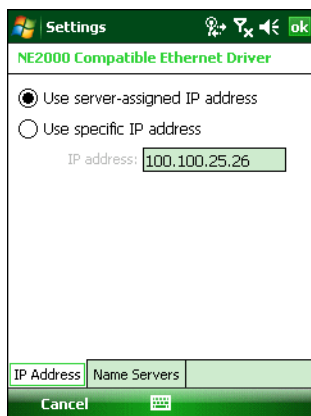 Settings
ok
NE2000 Compatible Ethernet Driver
Use server-assigned IP address
Use specific IP address
IP address: 100.100.25.26
IP Address Name Servers
Cancel